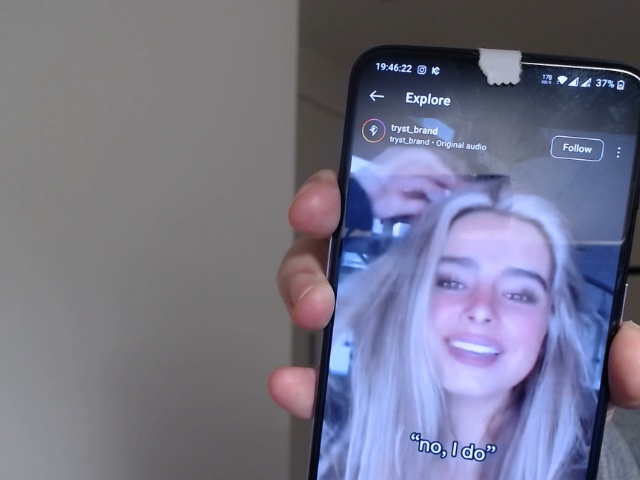 19:46:22
37%
Explore
tryst_brand
tryst_brand • Original audio
Follow
“no, I do”